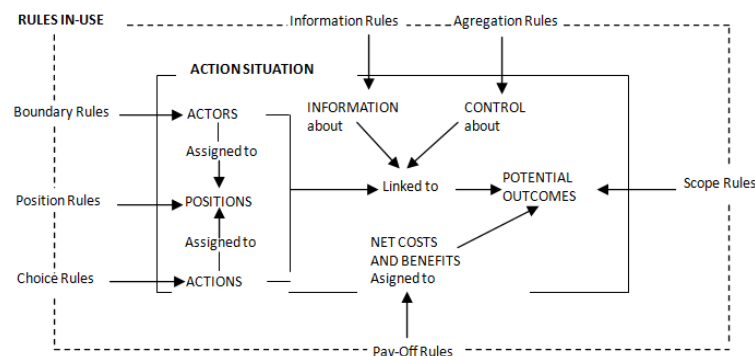 RULES IN-USE
Information Rules
Agregation Rules
ACTION SITUATION
Boundary Rules
ACTORS
INFORMATION
about
CONTROL
about
Assigned to
Position Rules
POSITIONS
Linked to
POTENTIAL
OUTCOMES
Scope Rules
Assigned to
NET COSTS
AND BENEFITS
Asigned to
Choice Rules
ACTIONS
Pay-Off Rules